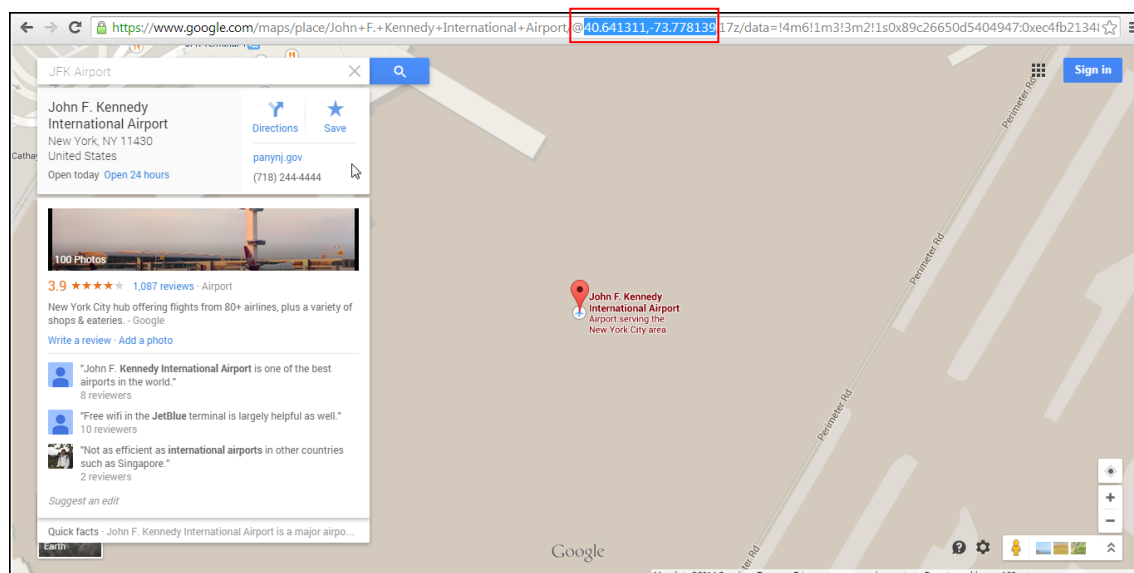 https://www.google.com/maps/place/John+F.+Kennedy+International+Airport/@40.641311,-73.778139,17z/data=!4m6!1m3!3m2!1s0x89c26650d5404947:0xec4fb2134
JFK Airport
Sign in
John F. Kennedy
International Airport
New York, NY 11430
United States
Open today Open 24 hours
Directions
Save
panynj.gov
(718) 244-4444
100 Photos
3.9 ★★★★★ 1,087 reviews · Airport
New York City hub offering flights from 80+ airlines, plus a variety of
shops & eateries. - Google
Write a review · Add a photo
"John F. Kennedy International Airport is one of the best
airports in the world."
8 reviewers
"Free wifi in the JetBlue terminal is largely helpful as well."
10 reviewers
"Not as efficient as international airports in other countries
such as Singapore."
2 reviewers
Suggest an edit
Quick facts · John F. Kennedy International Airport is a major airpo...
Earth
John F. Kennedy
International Airport
Airport serving the
New York City area
Perimeter Rd
Perimeter Rd
Perimeter Rd
Google